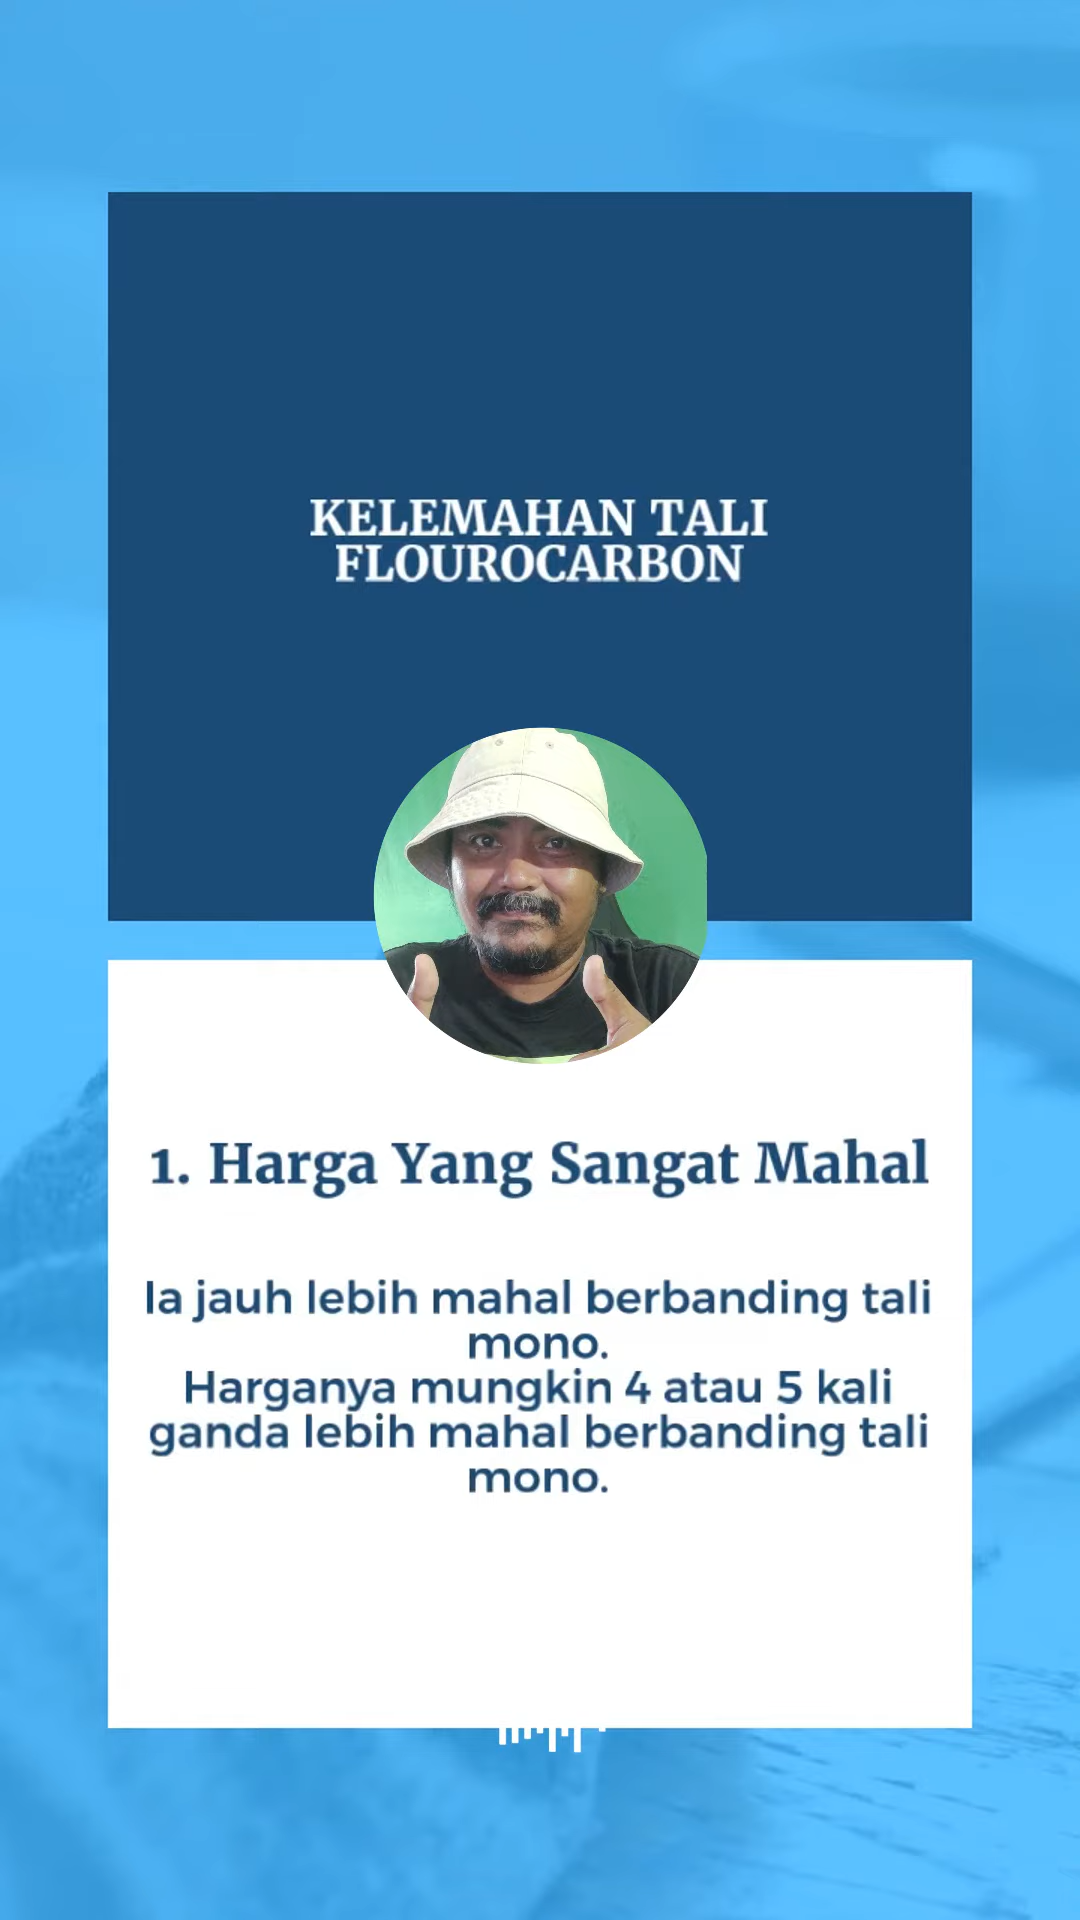 KELEMAHAN TALI
FLOUROCARBON
1. Harga Yang Sangat Mahal
Ia jauh lebih mahal berbanding tali
mono.
Harganya mungkin 4 atau 5 kali
ganda lebih mahal berbanding tali
mono.